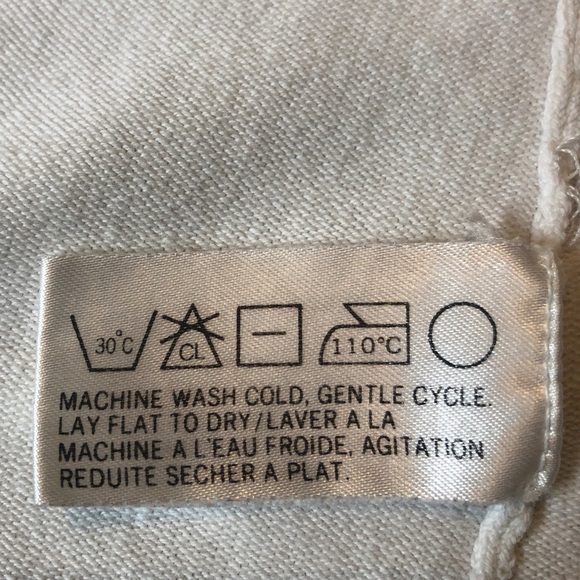 30°C CL 110°C
MACHINE WASH COLD, GENTLE CYCLE.
LAY FLAT TO DRY/LAVER A LA
MACHINE A L'EAU FROIDE, AGITATION
REDUITE SECHER A PLAT.